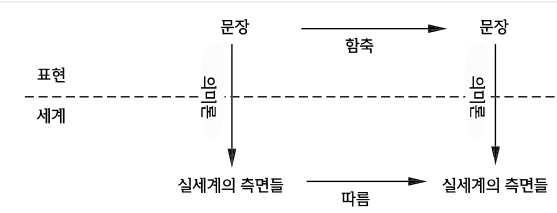 문장
문장
함축
표현
의미론
의미론
세계
실세계의 측면들
실세계의 측면들
따름